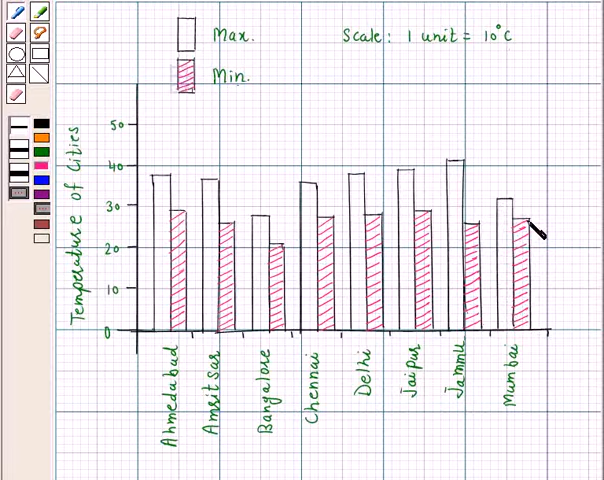 Max.
Scale: 1 unit = 10°C
Min.
Temperature of Cities
50
40
30
20
10
0
Ahmedabad
Amritsar
Bangalore
Chennai
Delhi
Jaipur
Jammu
Mumbai